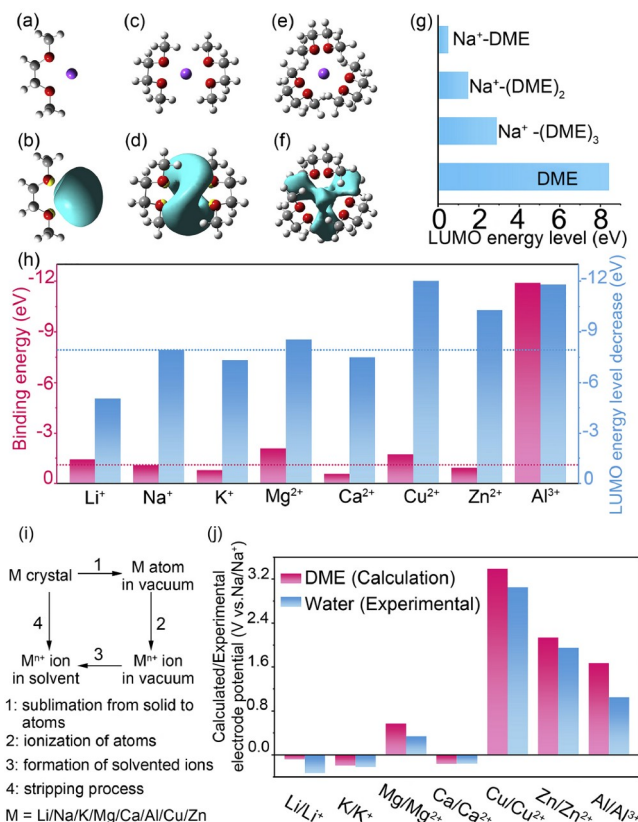 (a)
(c)
(e)
(g)
Na⁺-DME
Na⁺-(DME)₂
Na⁺ -(DME)₃
DME
(b)
(d)
(f)
0 2 4 6 8
LUMO energy level (eV)
(h)
Binding energy (eV)
-12
-9
-6
-3
0
-12
-9
-6
-3
0
LUMO energy level decrease (eV)
Li⁺ Na⁺ K⁺ Mg²⁺ Ca²⁺ Cu²⁺ Zn²⁺ Al³⁺
(i)
M crystal
1
M atom
in vacuum
4
2
Mⁿ⁺ ion
in solvent
3
Mⁿ⁺ ion
in vacuum
1: sublimation from solid to
atoms
2: ionization of atoms
3: formation of solvented ions
4: stripping process
M = Li/Na/K/Mg/Ca/Al/Cu/Zn
(j)
Calculated/Experimental
electrode potential (V vs.Na/Na⁺)
3.2
2.4
1.6
0.8
0.0
DME (Calculation)
Water (Experimental)
Li/Li⁺
K/K⁺
Mg/Mg²⁺
Ca/Ca²⁺
Cu/Cu²⁺
Zn/Zn²⁺
Al/Al³⁺